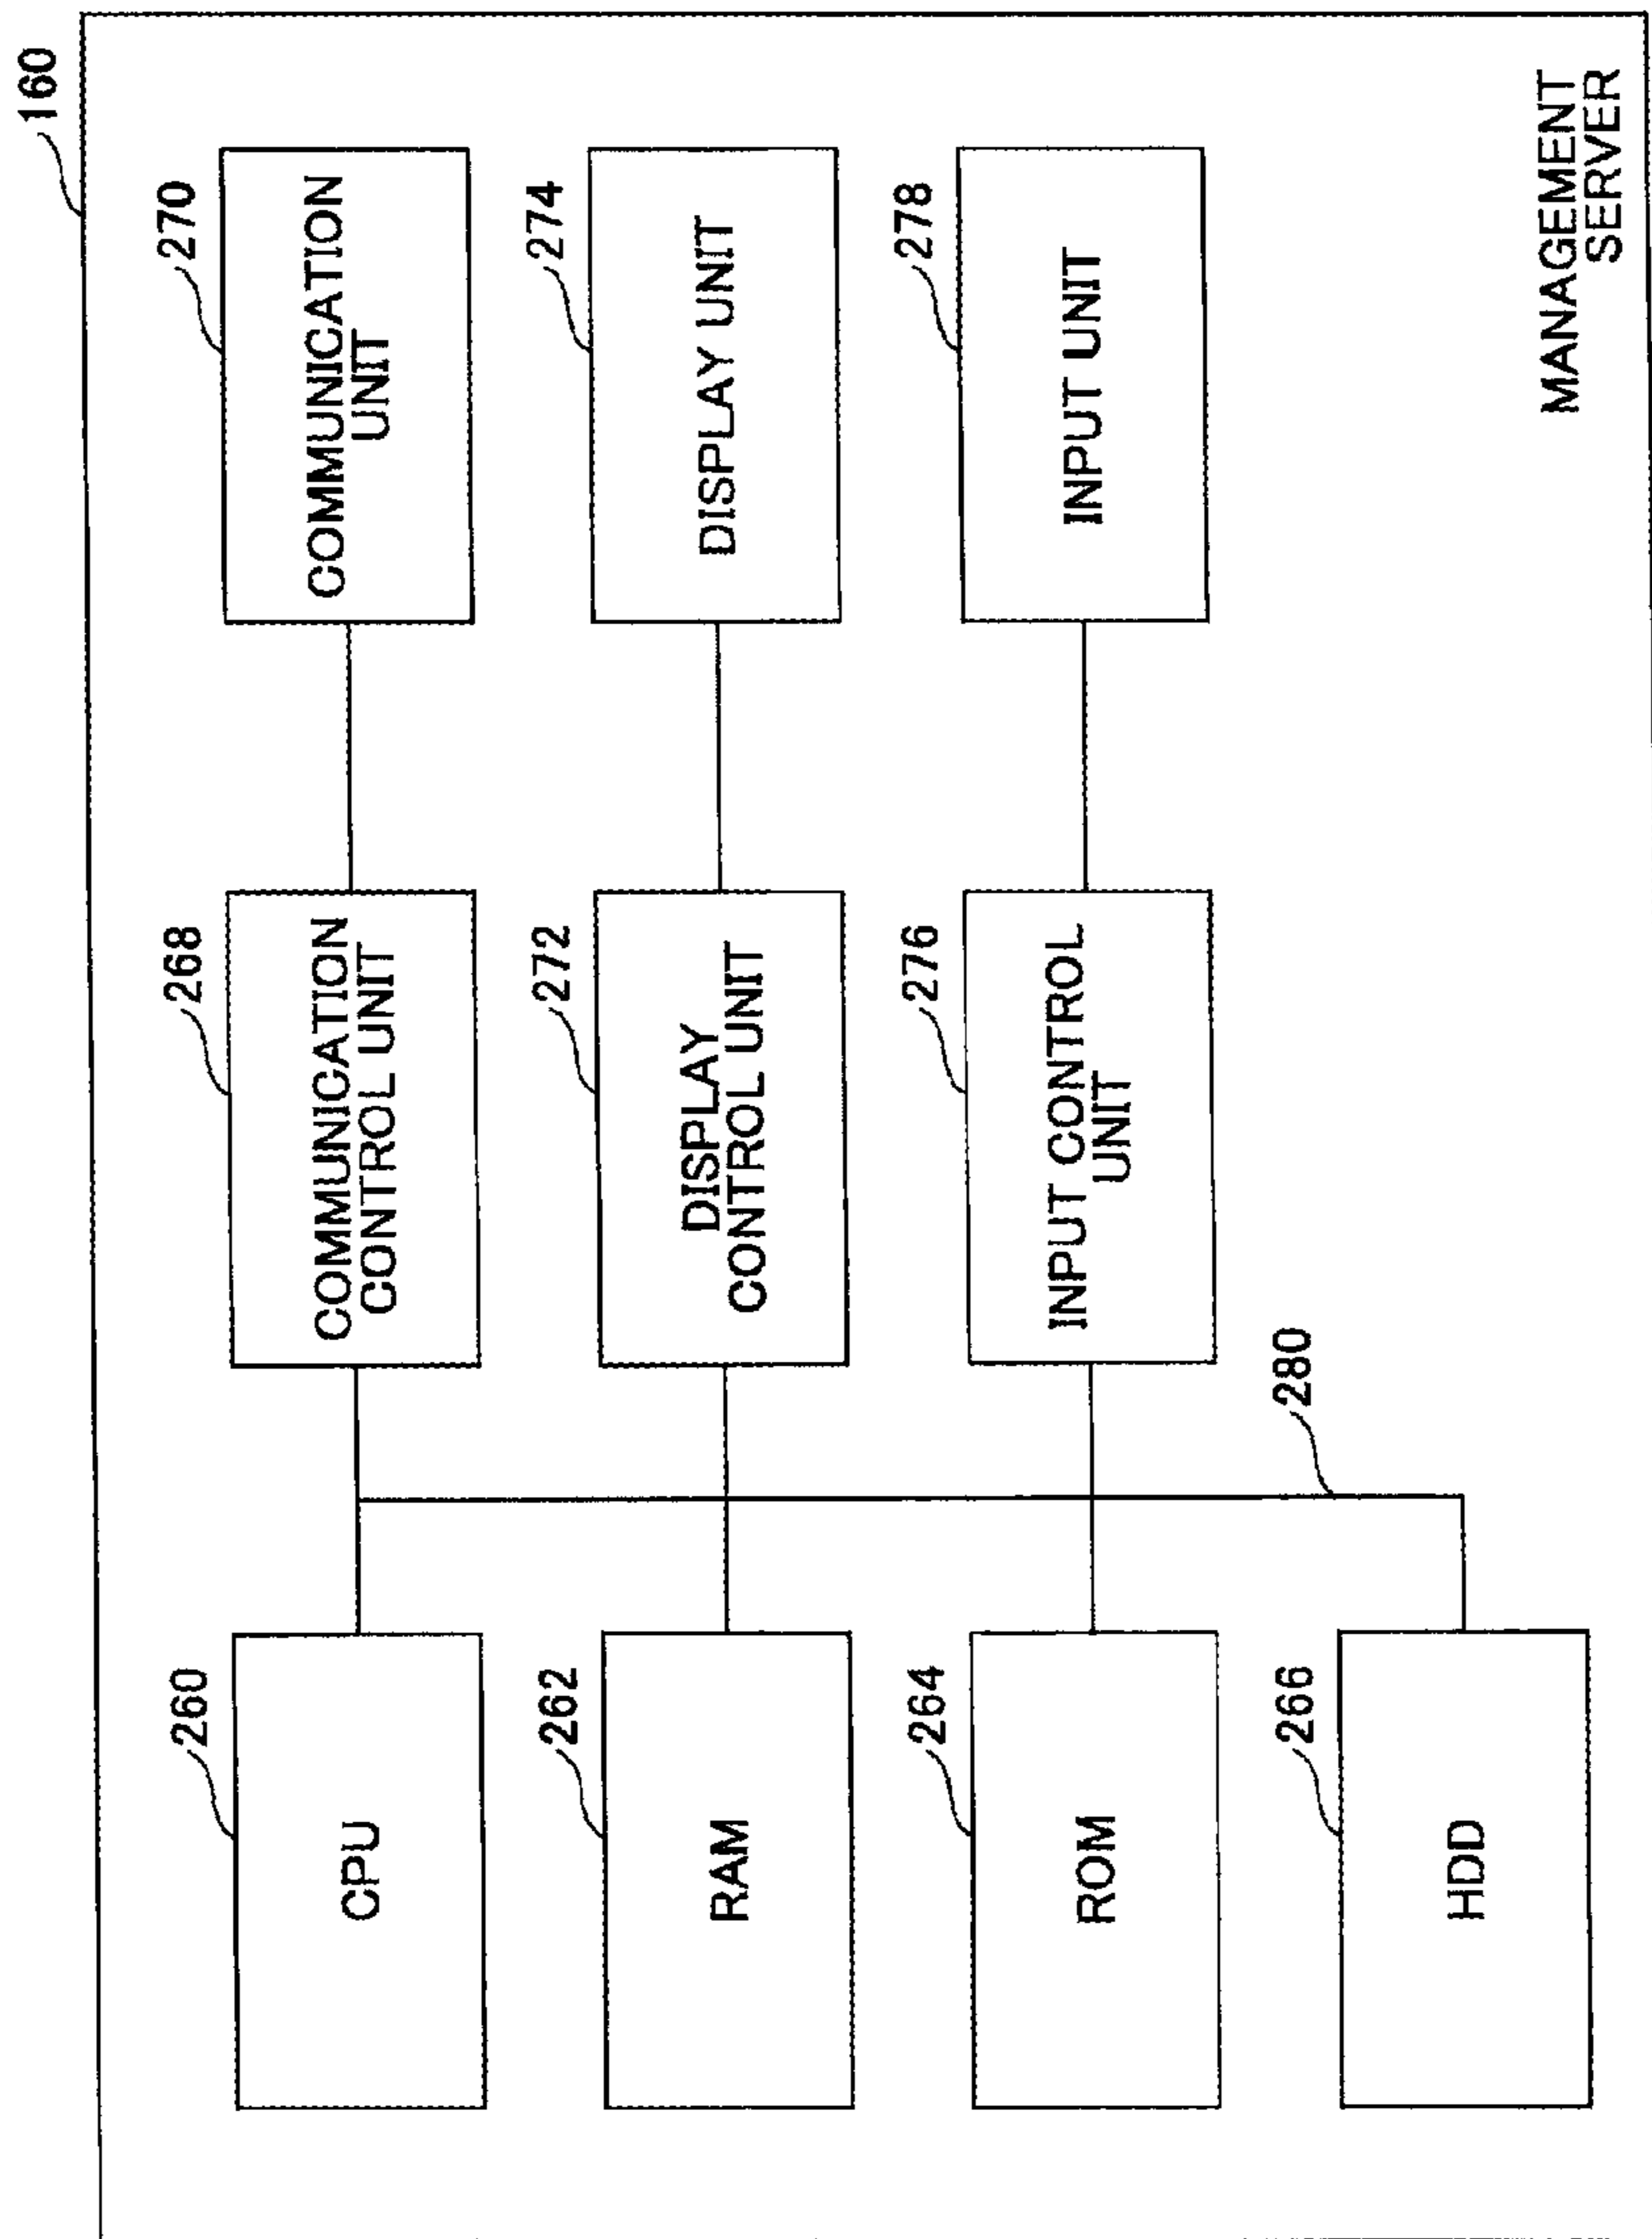 160
260
CPU
268
COMMUNICATION
CONTROL UNIT
270
COMMUNICATION
UNIT
262
RAM
272
DISPLAY
CONTROL UNIT
274
DISPLAY UNIT
264
ROM
276
INPUT CONTROL
UNIT
278
INPUT UNIT
266
HDD
280
MANAGEMENT
SERVER